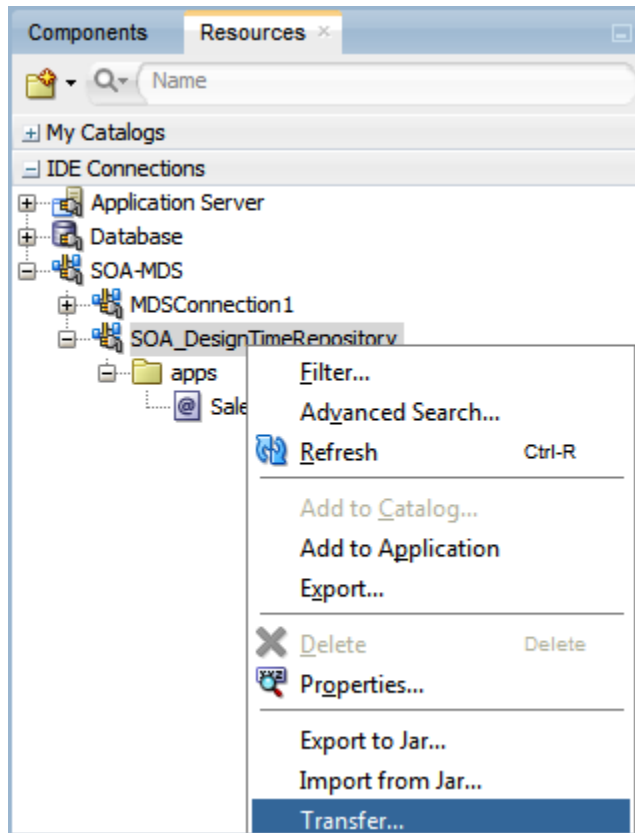 Components Resources
Name
My Catalogs
IDE Connections
Application Server
Database
SOA-MDS
MDSConnection1
SOA_DesignTimeRepository
apps
Sale
Filter...
Advanced Search...
Refresh Ctrl-R
Add to Catalog...
Add to Application
Export...
Delete Delete
Properties...
Export to Jar...
Import from Jar...
Transfer...